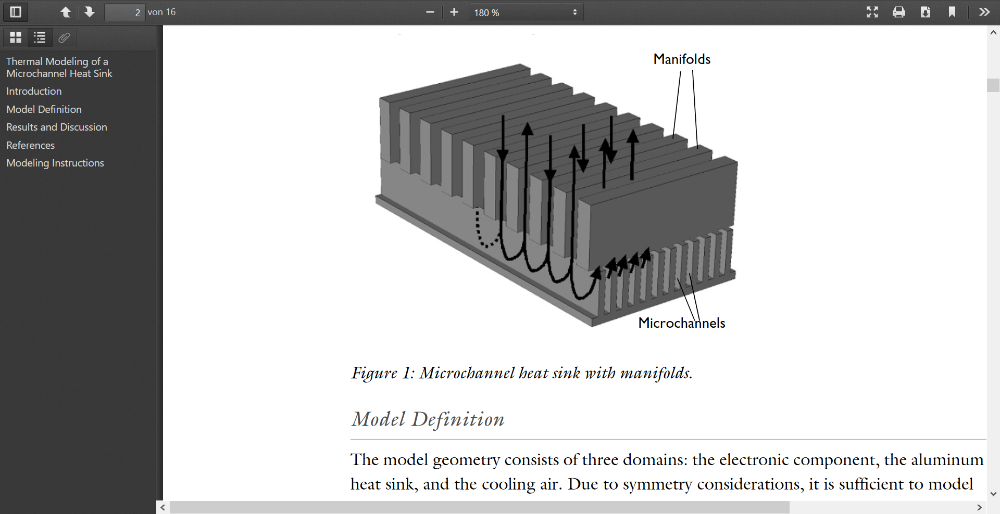 2 von 16
180 %
Thermal Modeling of a
Microchannel Heat Sink
Introduction
Model Definition
Results and Discussion
References
Modeling Instructions
Manifolds
Microchannels
Figure 1: Microchannel heat sink with manifolds.
Model Definition
The model geometry consists of three domains: the electronic component, the aluminum
heat sink, and the cooling air. Due to symmetry considerations, it is sufficient to model